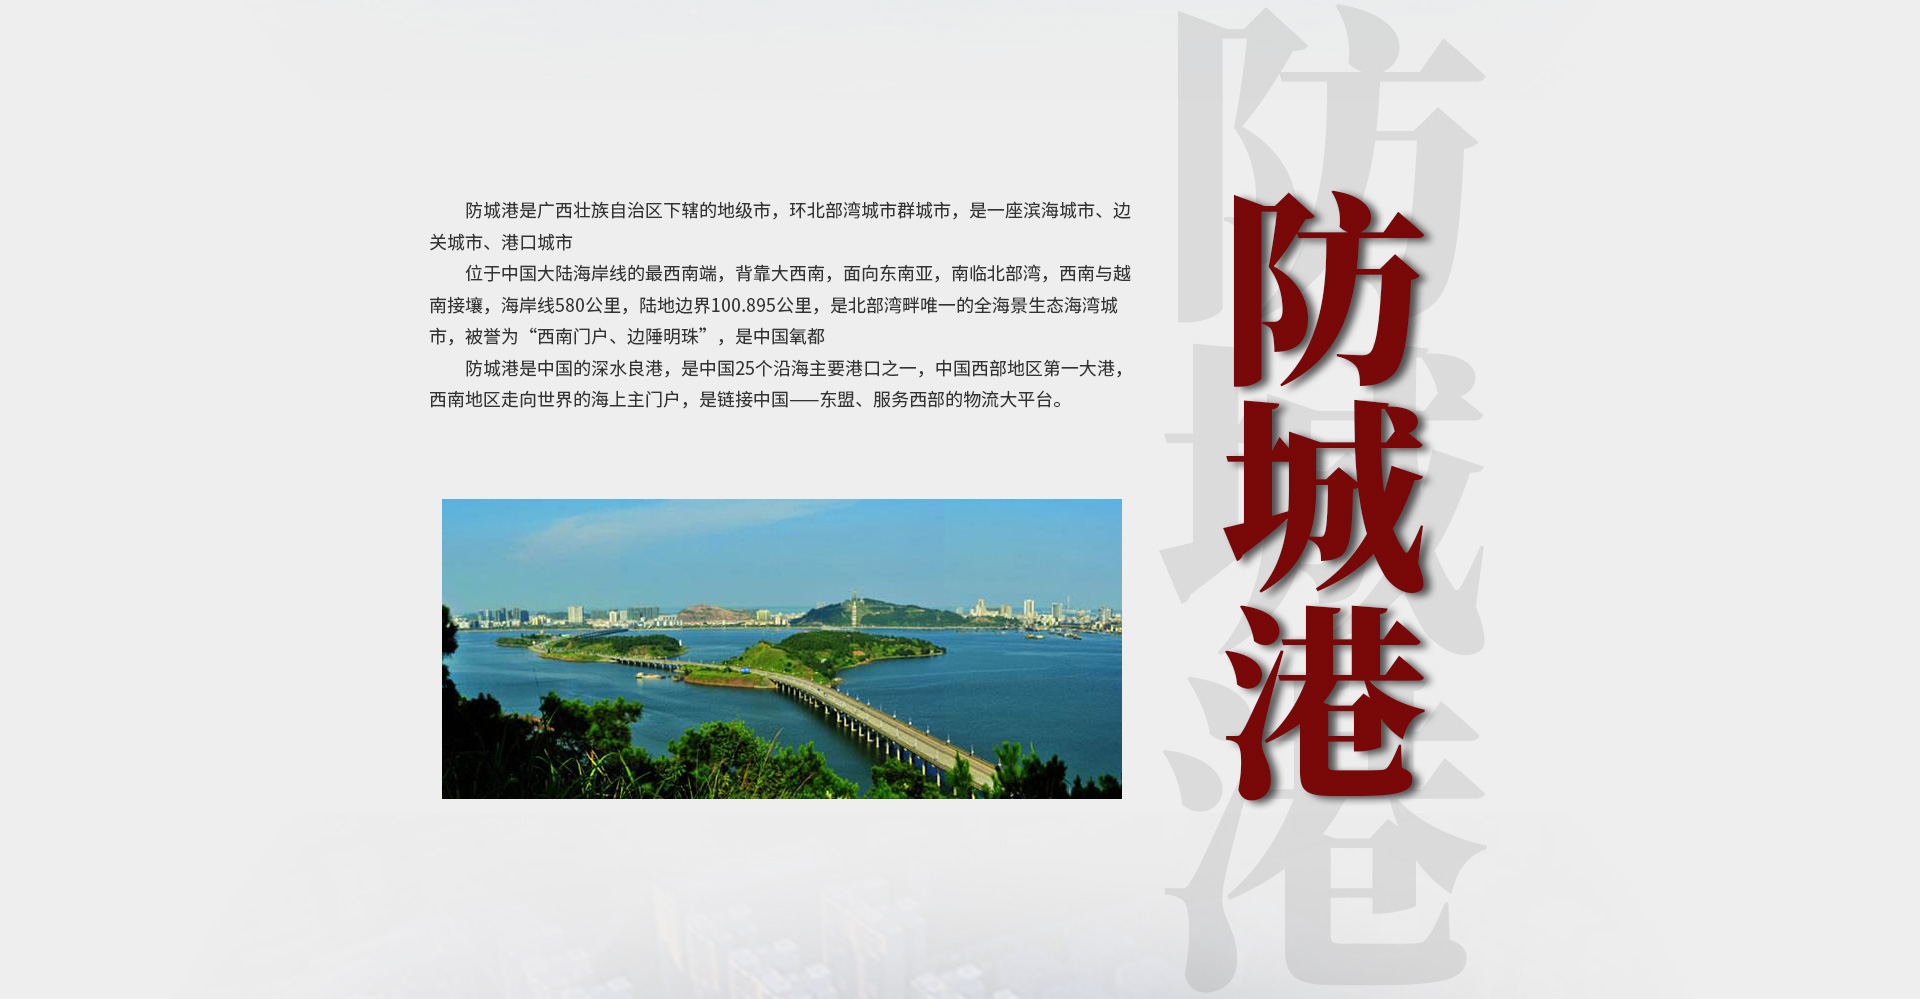 防城港是广西壮族自治区下辖的地级市，环北部湾城市群城市，是一座滨海城市、边
关城市、港口城市
位于中国大陆海岸线的最西南端，背靠大西南，面向东南亚，南临北部湾，西南与越
南接壤，海岸线580公里，陆地边界100.895公里，是北部湾畔唯一的全海景生态海湾城
市，被誉为“西南门户、边陲明珠”，是中国氧都
防城港是中国的深水良港，是中国25个沿海主要港口之一，中国西部地区第一大港，
西南地区走向世界的海上主门户，是链接中国——东盟、服务西部的物流大平台。
防城港
防城港